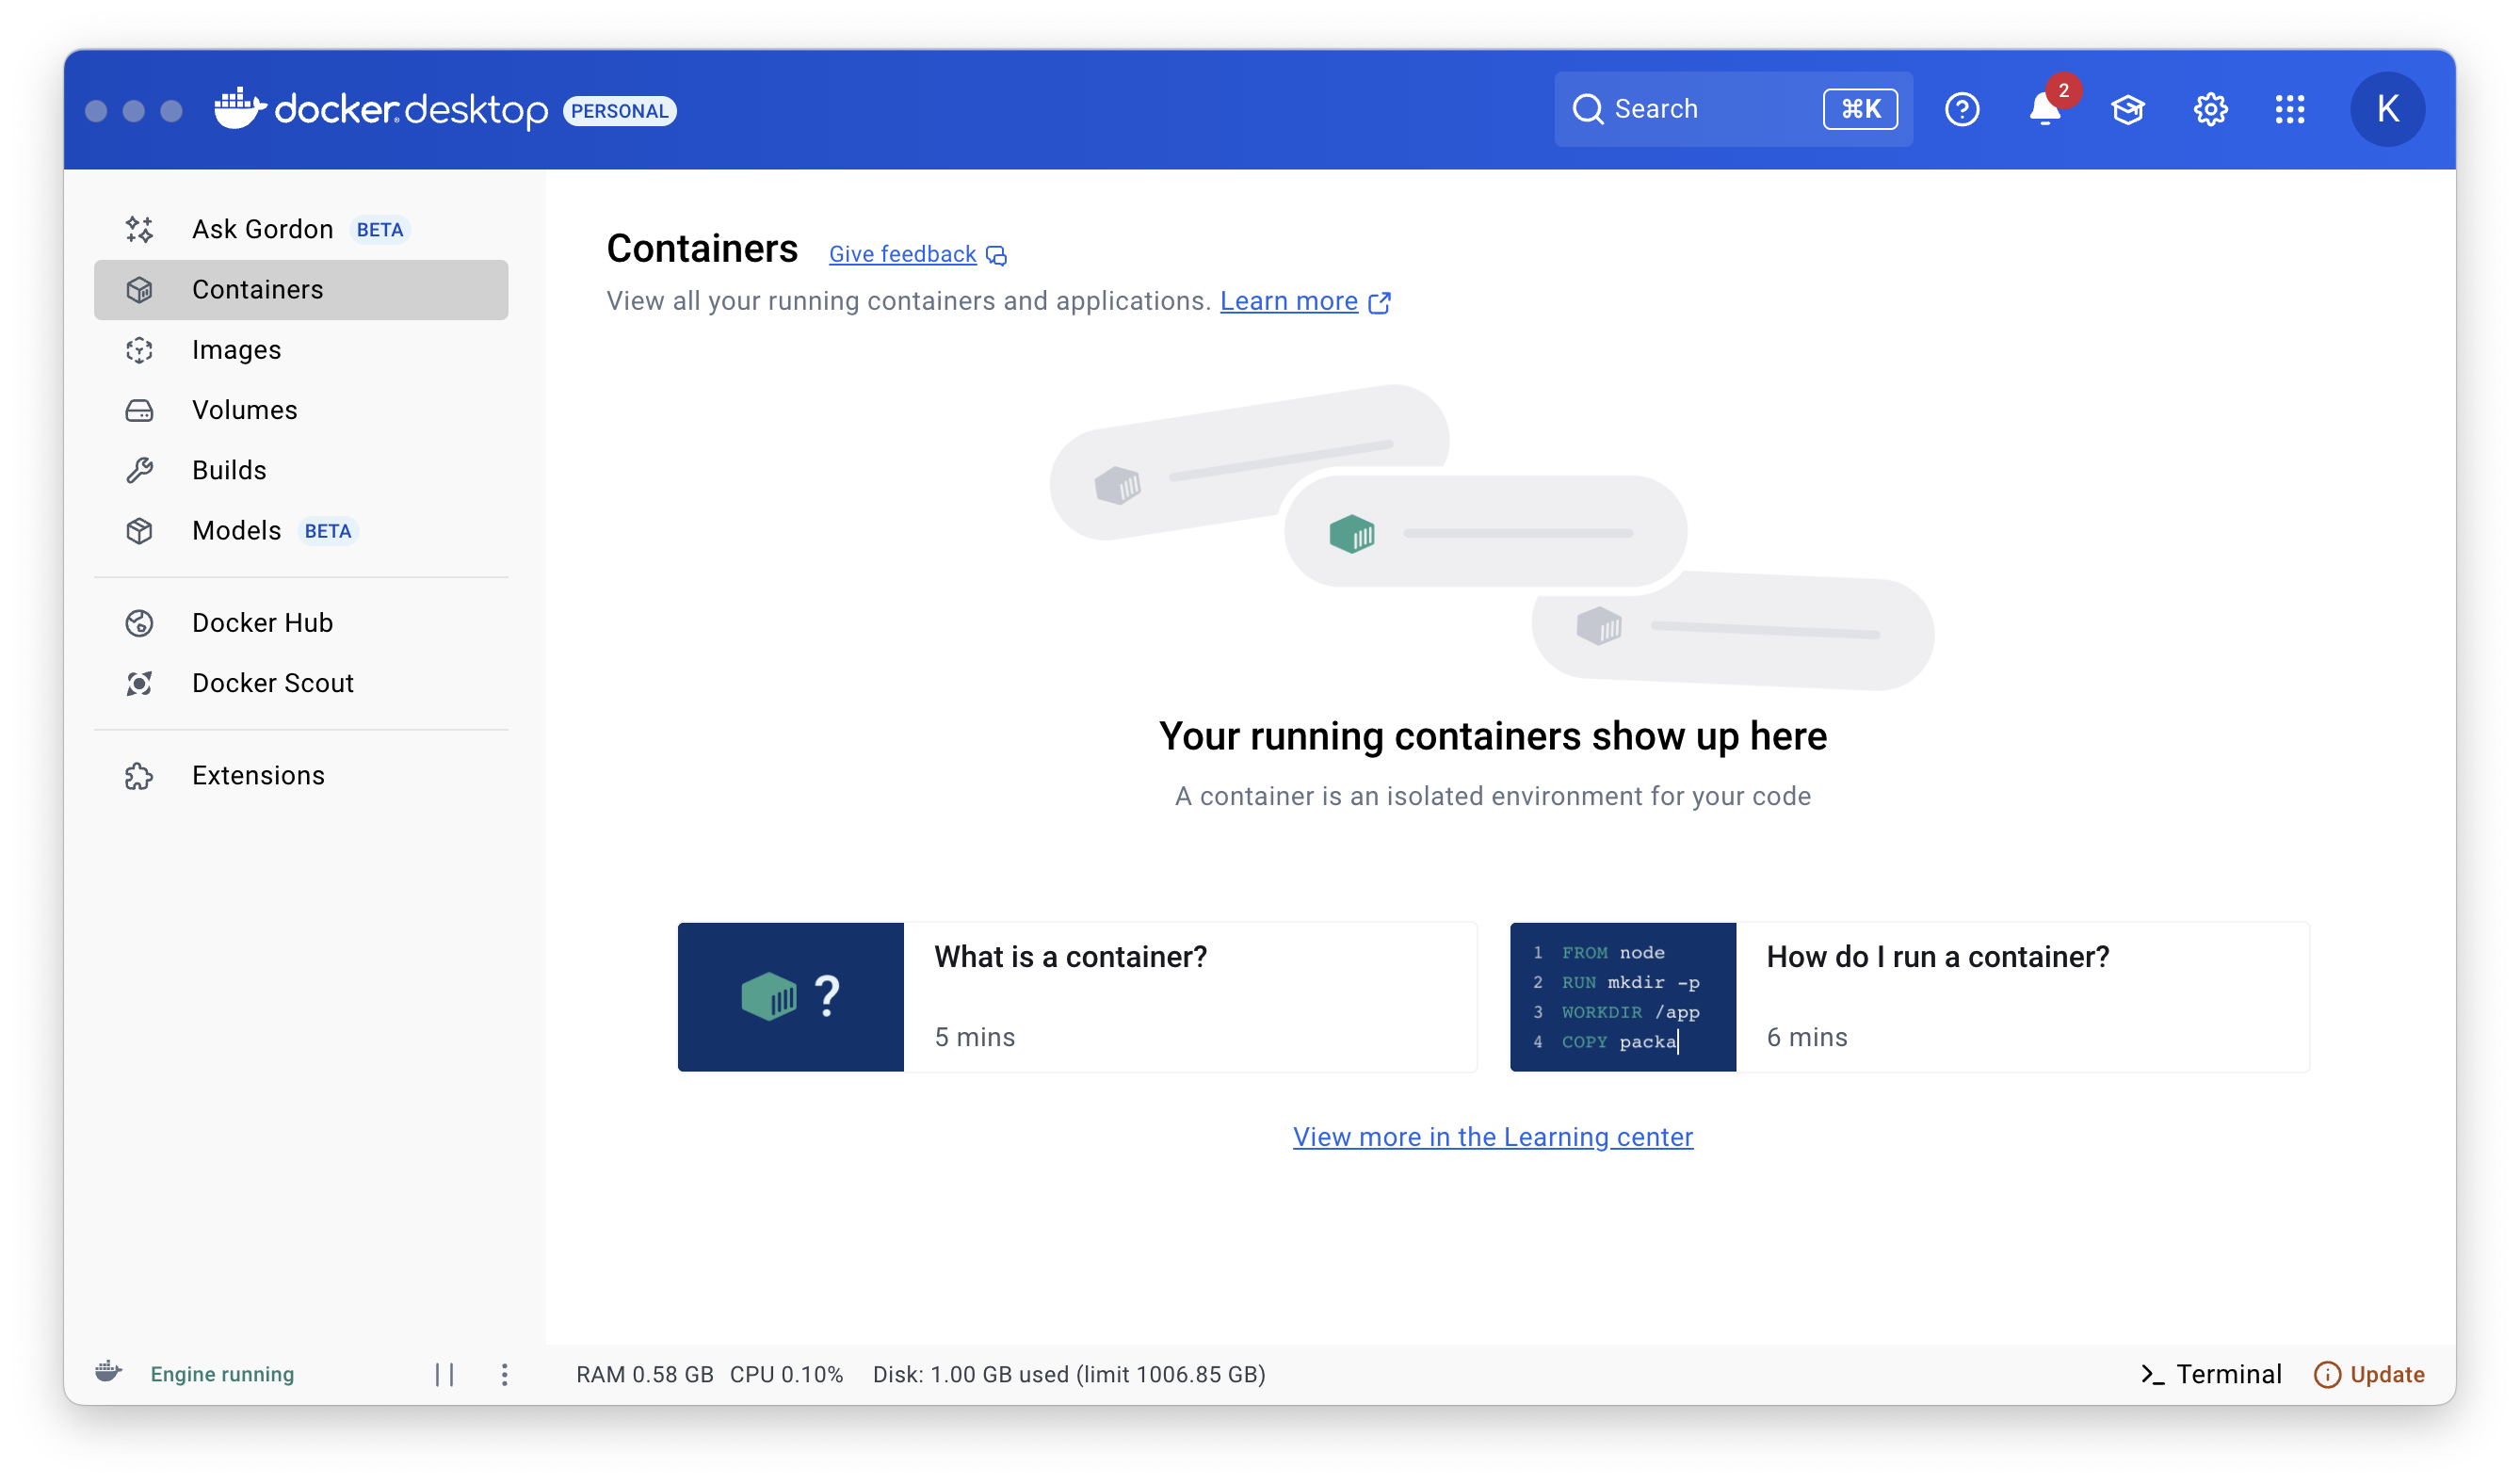 docker desktop PERSONAL
Search ⌘K
2
K
Ask Gordon BETA
Containers
Images
Volumes
Builds
Models BETA
Docker Hub
Docker Scout
Extensions
Containers Give feedback
View all your running containers and applications. Learn more
Your running containers show up here
A container is an isolated environment for your code
?
What is a container?
5 mins
1 FROM node
2 RUN mkdir -p
3 WORKDIR /app
4 COPY packa
How do I run a container?
6 mins
View more in the Learning center
Engine running
RAM 0.58 GB CPU 0.10% Disk: 1.00 GB used (limit 1006.85 GB)
>_ Terminal
Update